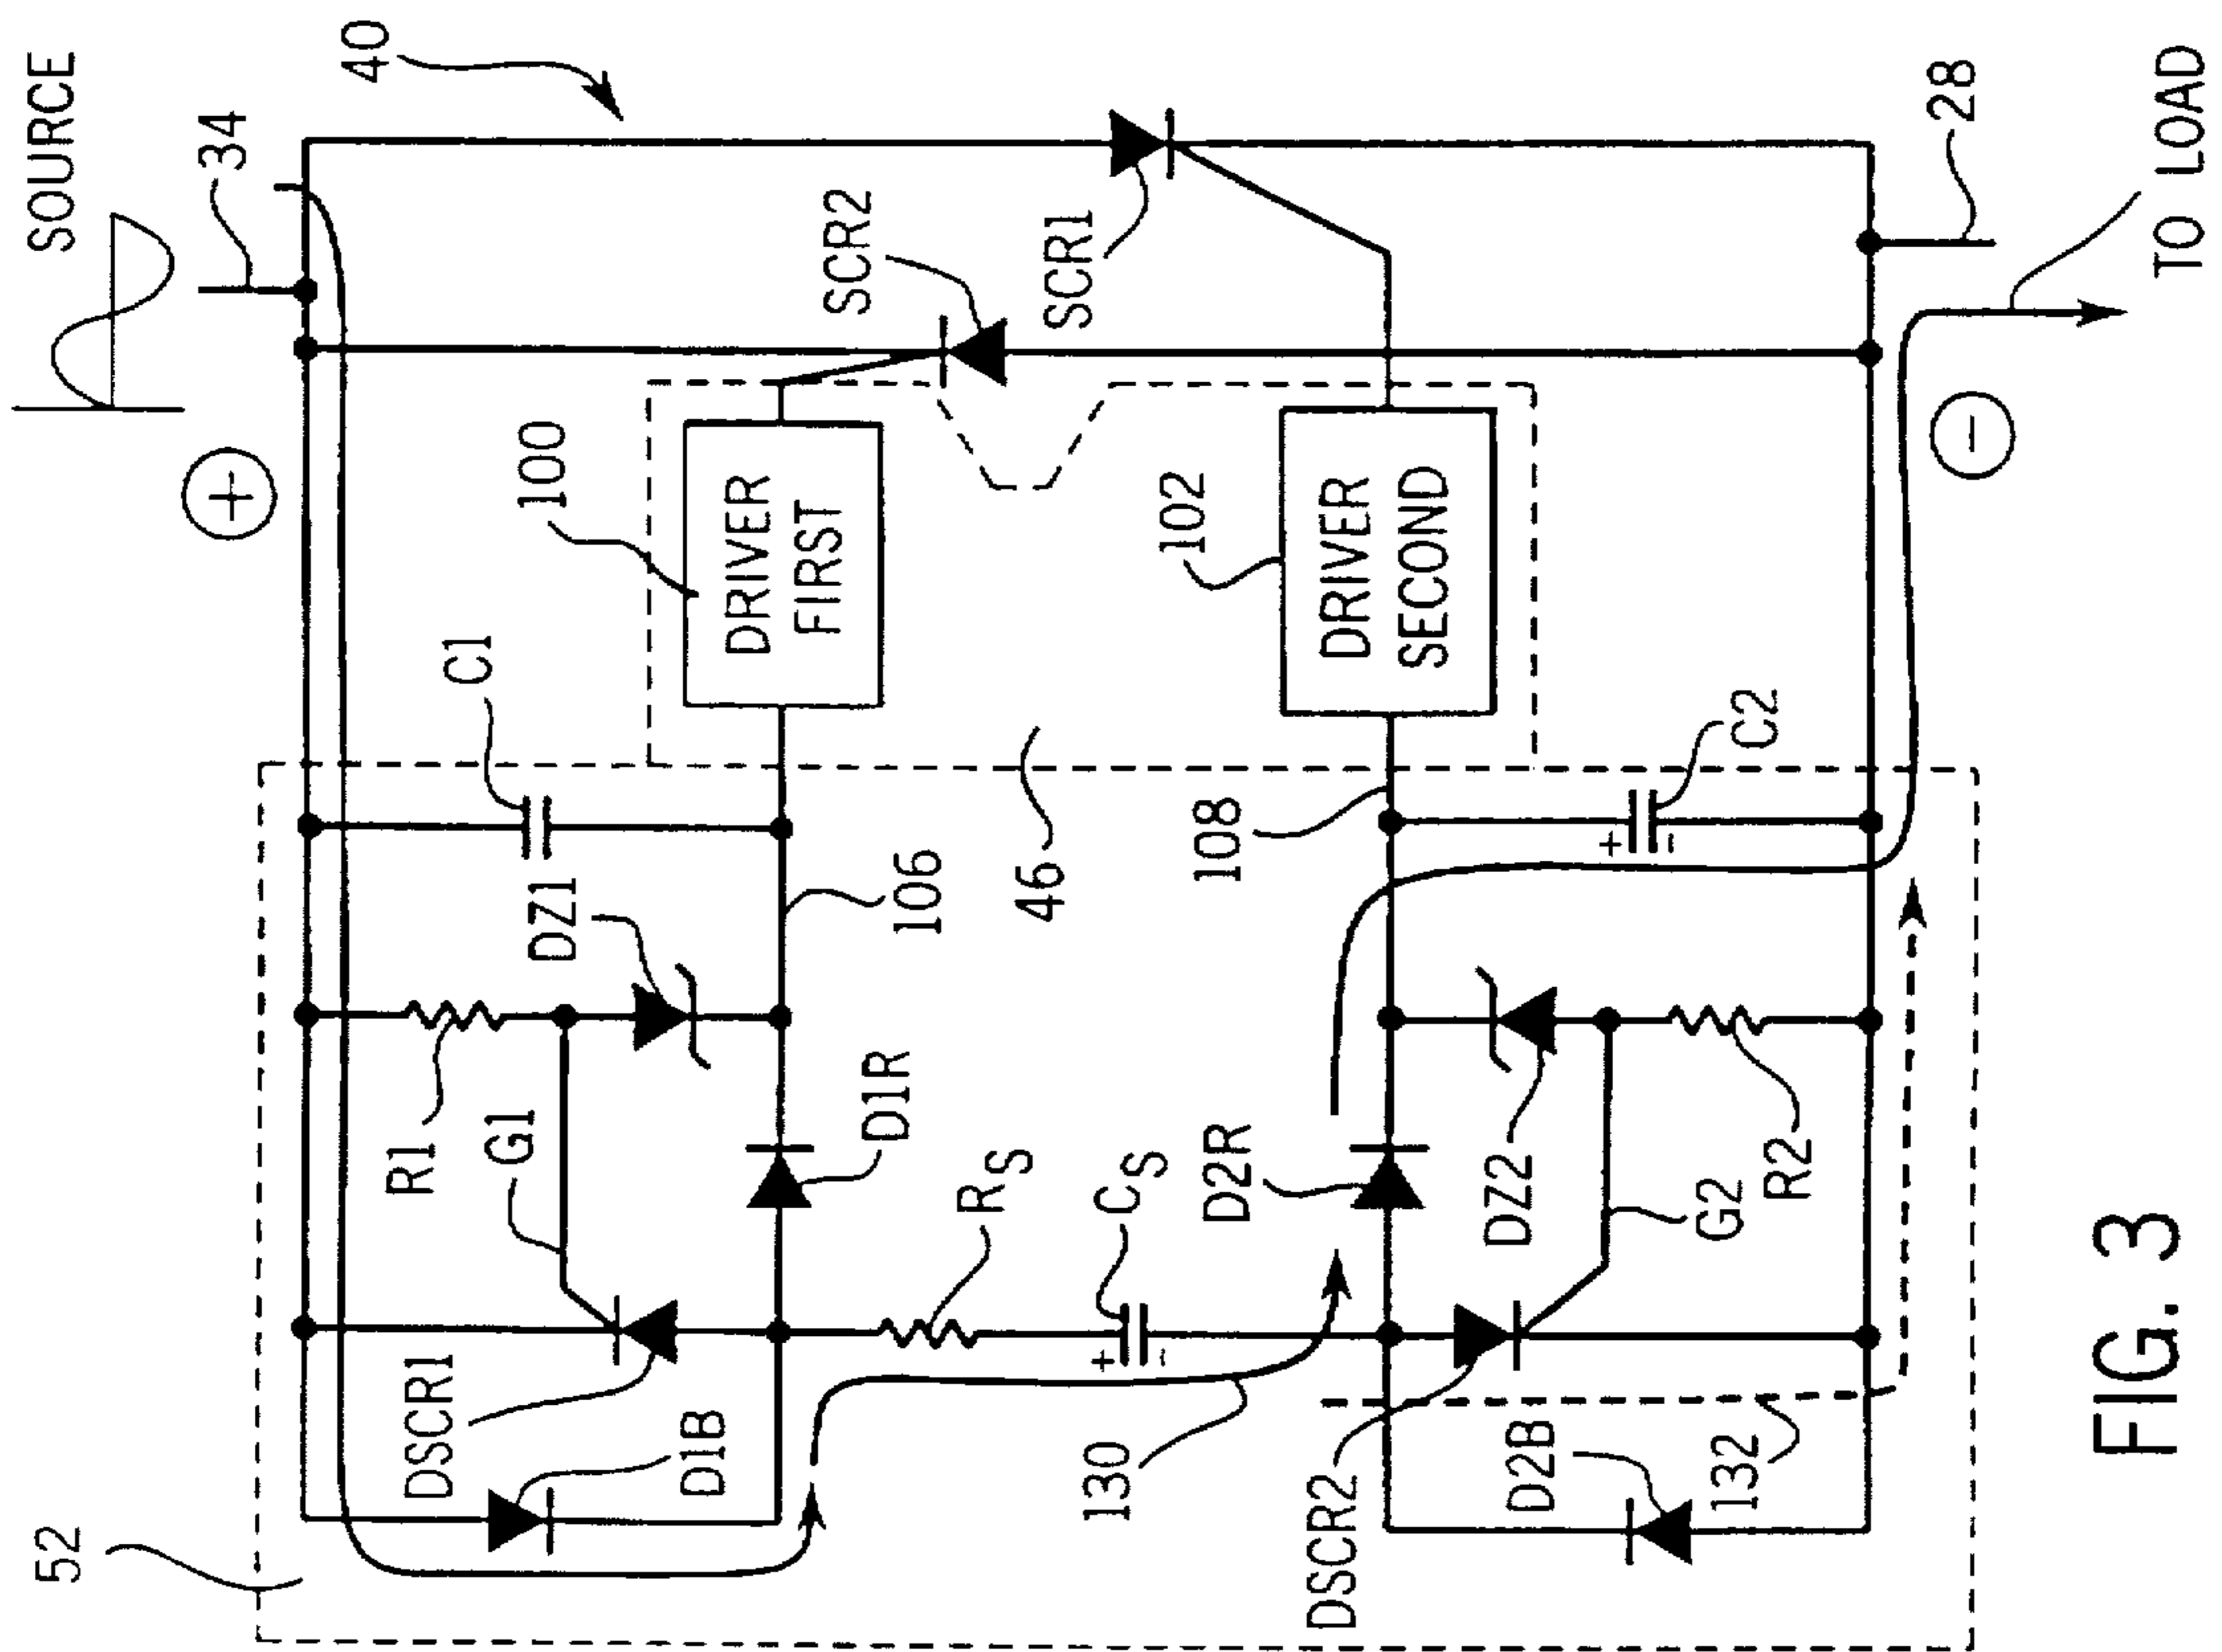 SOURCE
34
40
+
100
DRIVER
FIRST
SCR2
SCR1
C1
DZ1
R1
G1
106
D1R
46
102
DRIVER
SECOND
108
C2
+
-
52
DSCR1
D1B
RS
CS
+
-
D2R
DZ2
G2
R2
130
DSCR2
D2B
132
-
28
TO LOAD
FIG. 3